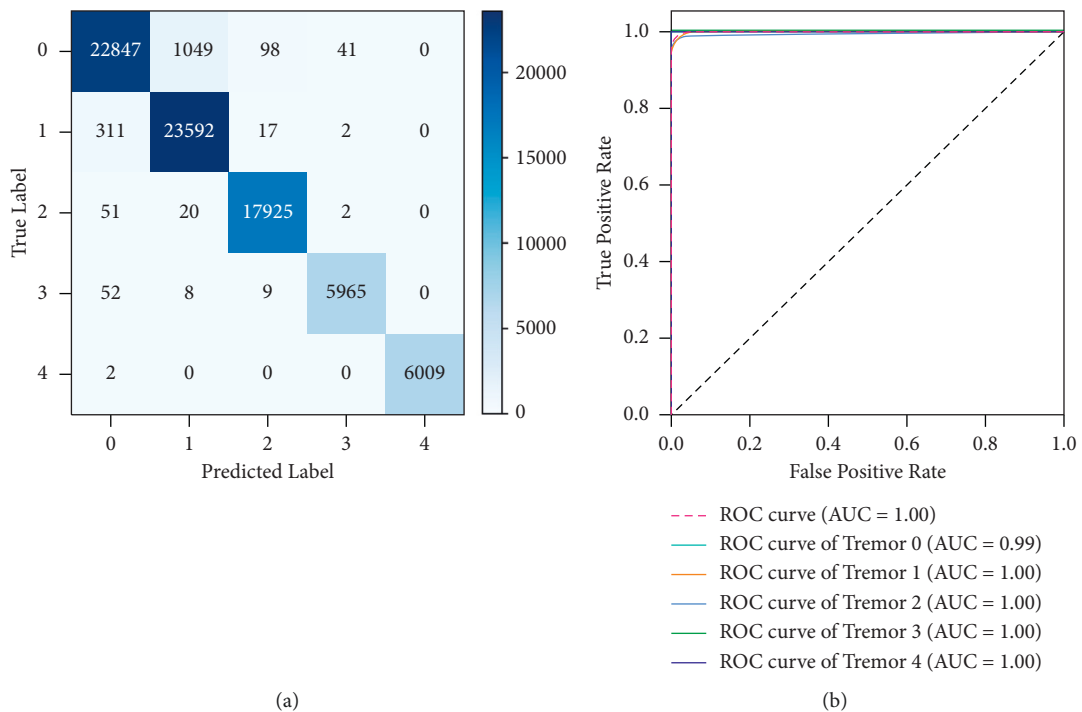 0 22847 1049 98 41 0
1 311 23592 17 2 0
2 51 20 17925 2 0
3 52 8 9 5965 0
4 2 0 0 0 6009
0 1 2 3 4
Predicted Label
True Label
20000
15000
10000
5000
0
(a)
1.0
0.8
0.6
0.4
0.2
0.0
True Positive Rate
0.0 0.2 0.4 0.6 0.8 1.0
False Positive Rate
ROC curve (AUC = 1.00)
ROC curve of Tremor 0 (AUC = 0.99)
ROC curve of Tremor 1 (AUC = 1.00)
ROC curve of Tremor 2 (AUC = 1.00)
ROC curve of Tremor 3 (AUC = 1.00)
ROC curve of Tremor 4 (AUC = 1.00)
(b)